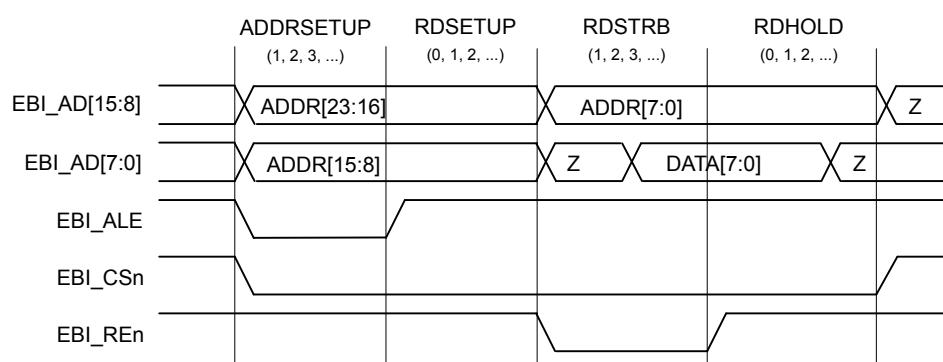 ADDRSETUP RDSETUP RDSTRB RDHOLD
(1, 2, 3, ...) (0, 1, 2, ...) (1, 2, 3, ...) (0, 1, 2, ...)
EBI_AD[15:8] ADDR[23:16] ADDR[7:0] Z
EBI_AD[7:0] ADDR[15:8] Z DATA[7:0] Z
EBI_ALE
EBI_CSn
EBI_REn